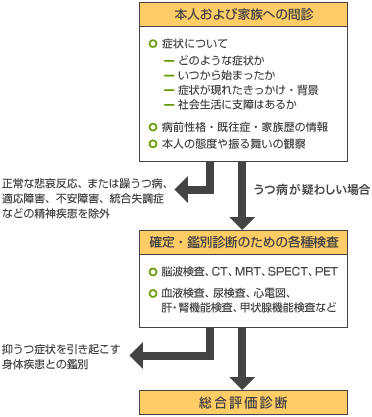 本人および家族への問診
症状について
ー どのような症状か
ー いつから始まったか
ー 症状が現れたきっかけ・背景
ー 社会生活に支障はあるか
病前性格・既往症・家族歴の情報
本人の態度や振る舞いの観察
正常な悲哀反応、または躁うつ病、
適応障害、不安障害、統合失調症
などの精神疾患を除外
うつ病が疑わしい場合
確定・鑑別診断のための各種検査
脳波検査、CT、MRT、SPECT、PET
血液検査、尿検査、心電図、
肝・腎機能検査、甲状腺機能検査など
抑うつ症状を引き起こす
身体疾患との鑑別
総合評価診断